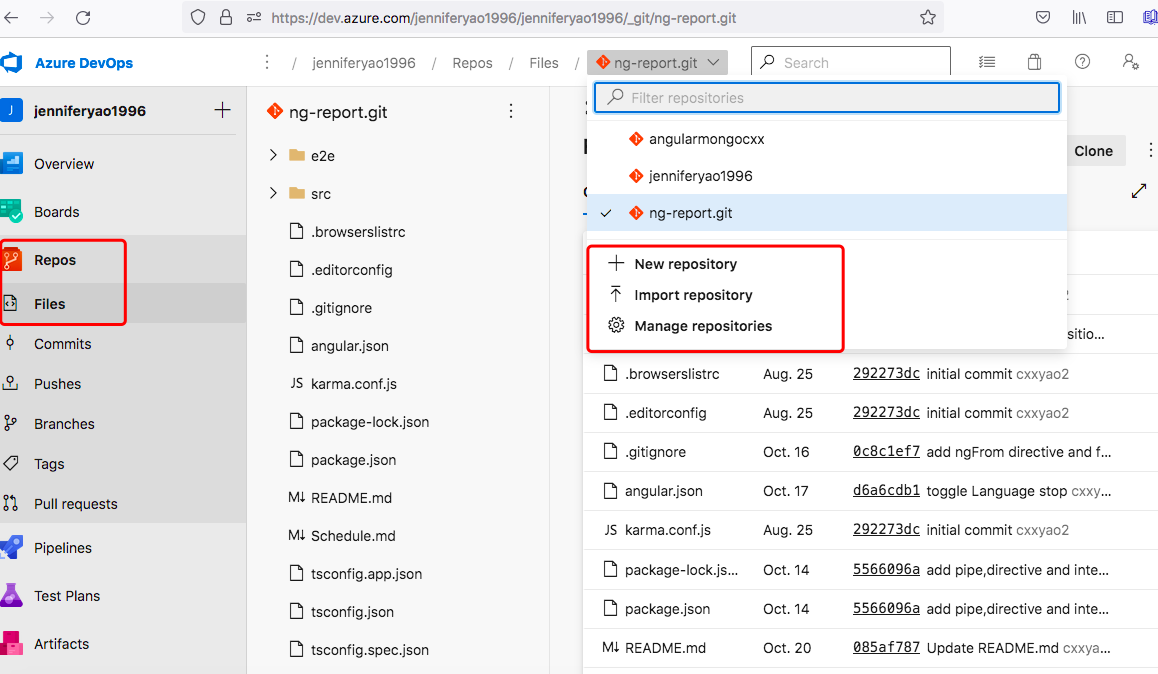 https://dev.azure.com/jenniferyao1996/jenniferyao1996/_git/ng-report.git
Azure DevOps
/ jenniferyao1996 / Repos / Files / ng-report.git
Search
J jenniferyao1996
Overview
Boards
Repos
Files
Commits
Pushes
Branches
Tags
Pull requests
Pipelines
Test Plans
Artifacts
ng-report.git
e2e
src
.browserslistrc
.editorconfig
.gitignore
angular.json
JS karma.conf.js
package-lock.json
package.json
M↓ README.md
M↓ Schedule.md
tsconfig.app.json
tsconfig.json
tsconfig.spec.json
Filter repositories
angularmongocxx
jenniferyao1996
ng-report.git
New repository
Import repository
Manage repositories
Clone
sitio...
.browserslistrc Aug. 25 292273dc initial commit cxxyao2
.editorconfig Aug. 25 292273dc initial commit cxxyao2
.gitignore Oct. 16 0c8c1ef7 add ngFrom directive and f...
angular.json Oct. 17 d6a6cdb1 toggle Language stop cxxy...
JS karma.conf.js Aug. 25 292273dc initial commit cxxyao2
package-lock.js... Oct. 14 5566096a add pipe,directive and inte...
package.json Oct. 14 5566096a add pipe,directive and inte...
M↓ README.md Oct. 20 085af787 Update README.md cxxya...